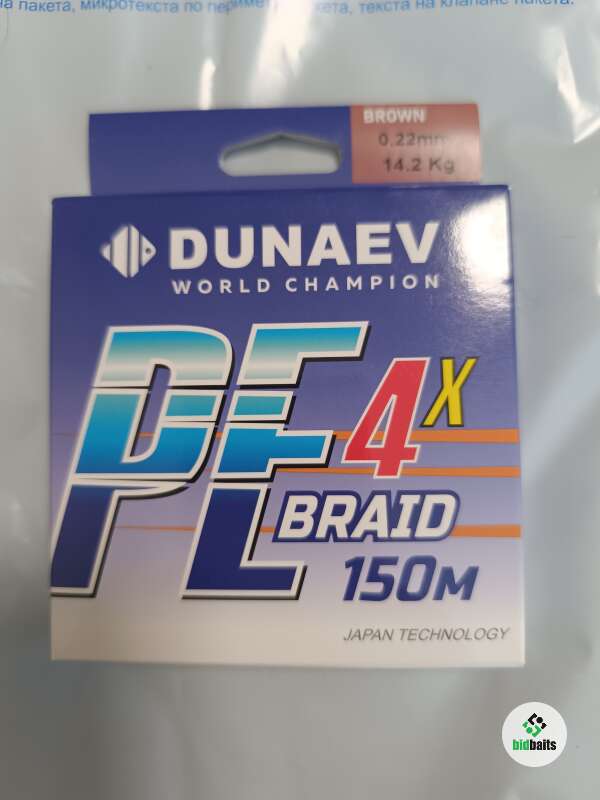 на пакета, микротекста по периметру пакета, текста на клапане пакета.
BROWN
0,22mm
14.2 Kg
DUNAEV
WORLD CHAMPION
PE 4X
BRAID
150м
JAPAN TECHNOLOGY
bidbaits